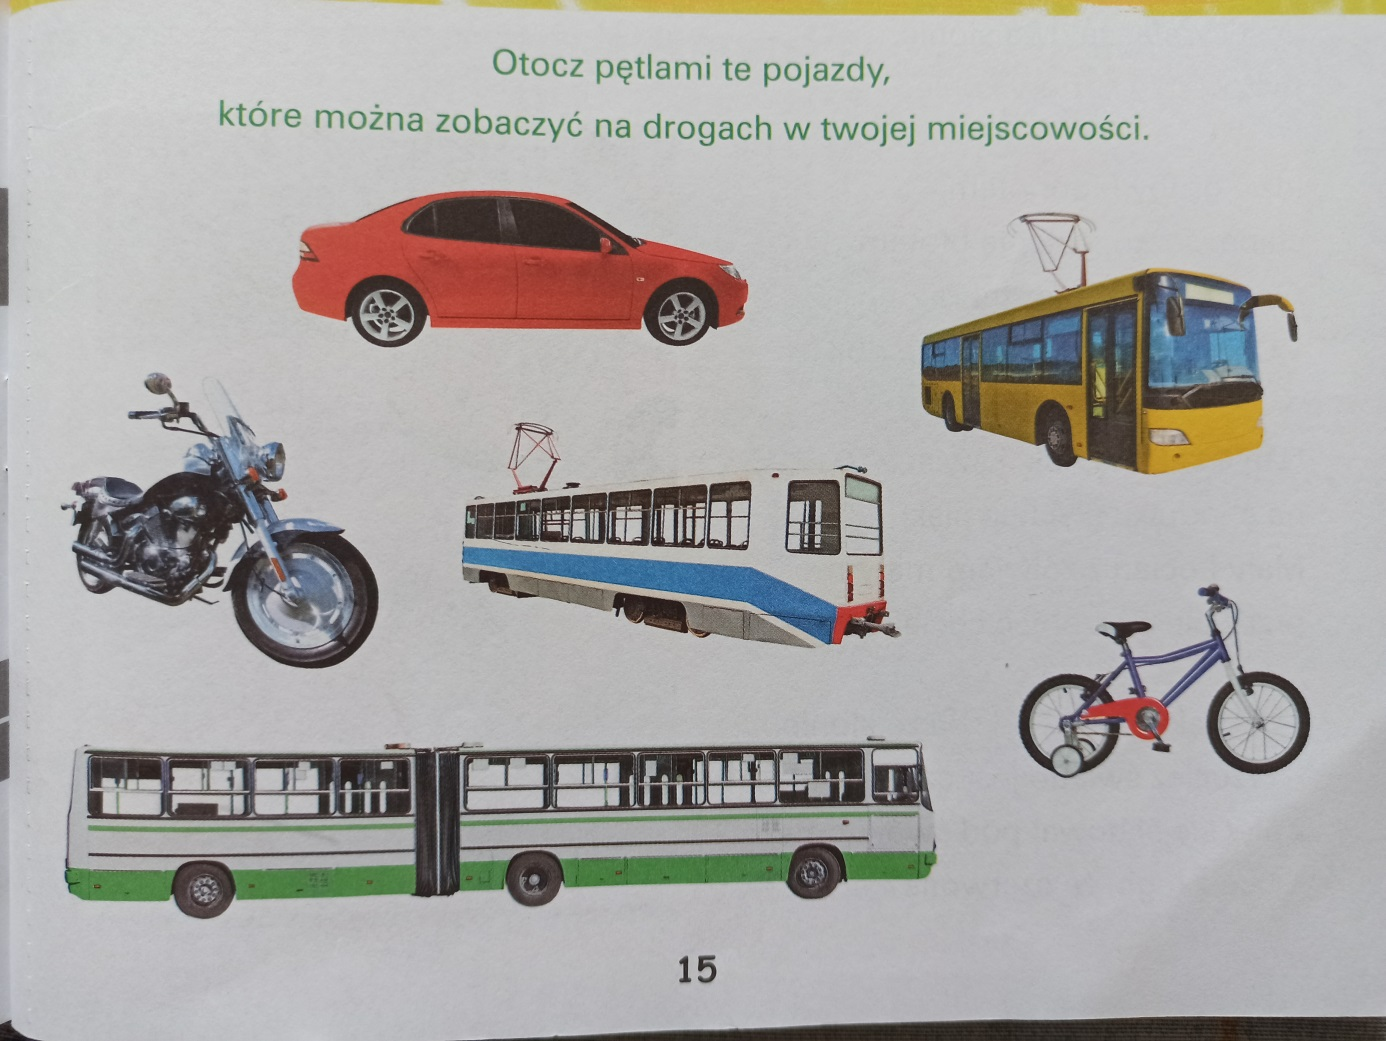 Otocz pętlami te pojazdy,
które można zobaczyć na drogach w twojej miejscowości.
15